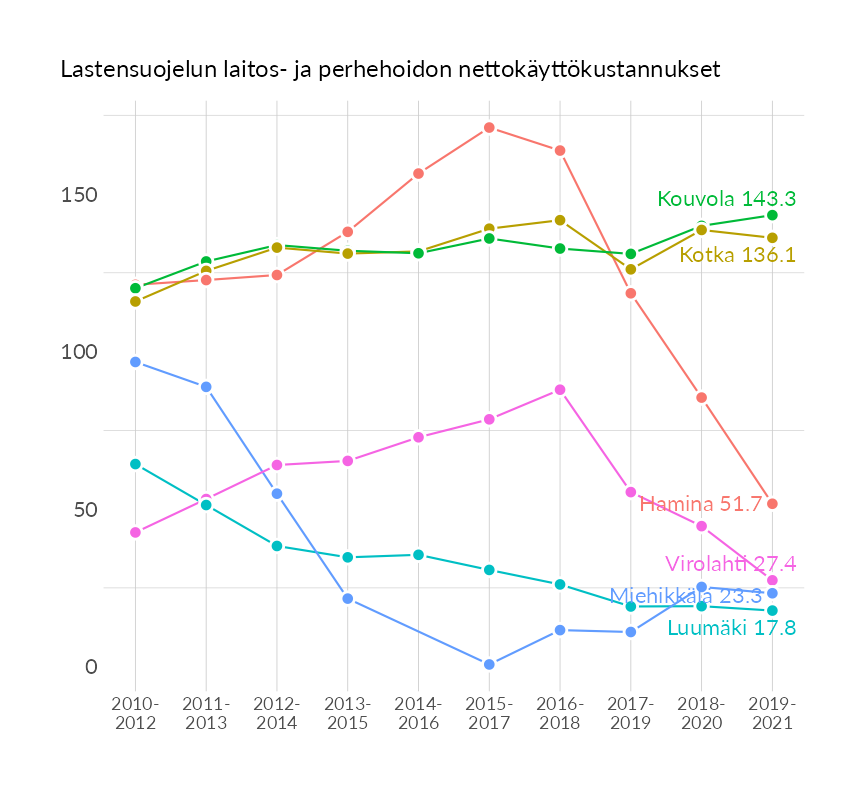 Lastensuojelun laitos- ja perhehoidon nettokäyttökustannukset
150
Kouvola 143.3
Kotka 136.1
100
50
Hamina 51.7
Virolahti 27.4
Miehikkälä 23.3
Luumäki 17.8
0
2010- 2011- 2012- 2013- 2014- 2015- 2016- 2017- 2018- 2019-
2012 2013 2014 2015 2016 2017 2018 2019 2020 2021